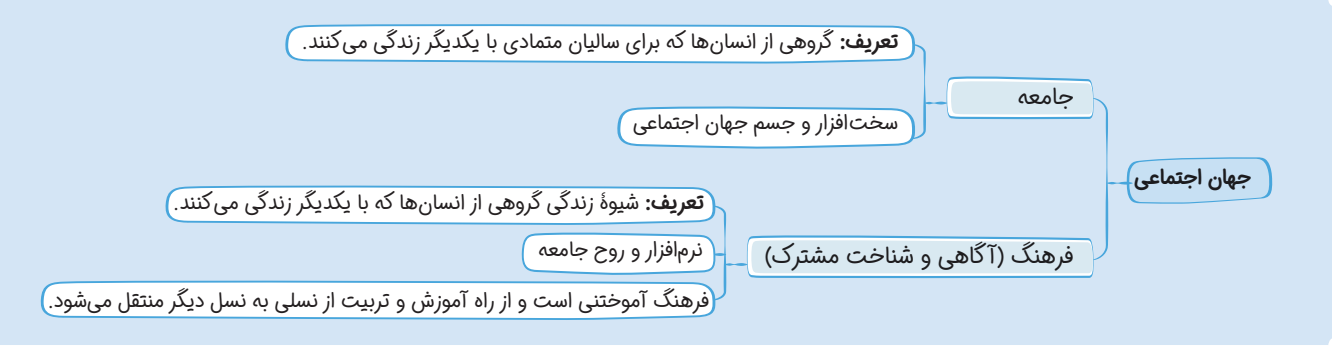 جهان اجتماعی
جامعه
تعریف: گروهی از انسان‌ها که برای سالیان متمادی با یکدیگر زندگی می‌کنند.
سخت‌افزار و جسم جهان اجتماعی
فرهنگ (آگاهی و شناخت مشترک)
تعریف: شیوهٔ زندگی گروهی از انسان‌ها که با یکدیگر زندگی می‌کنند.
نرم‌افزار و روح جامعه
فرهنگ آموختنی است و از راه آموزش و تربیت از نسلی به نسل دیگر منتقل می‌شود.